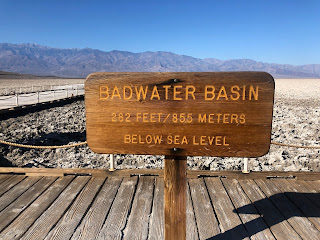 BADWATER BASIN
282 FEET/855 METERS
BELOW SEA LEVEL